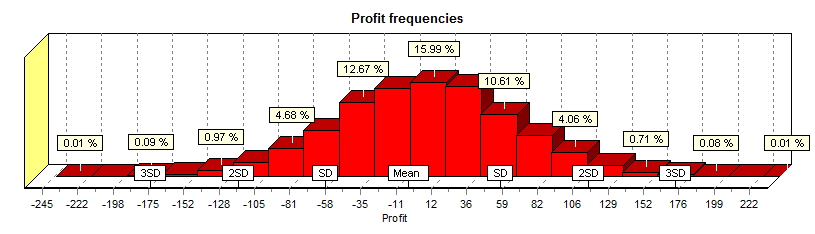 Profit frequencies
15.99 %
12.67 %
10.61 %
4.68 %
4.06 %
0.97 %
0.71 %
0.01 %
0.09 %
0.08 %
0.01 %
3SD 2SD SD Mean SD 2SD 3SD
-245 -222 -198 -175 -152 -128 -105 -81 -58 -35 -11 12 36 59 82 106 129 152 176 199 222
Profit